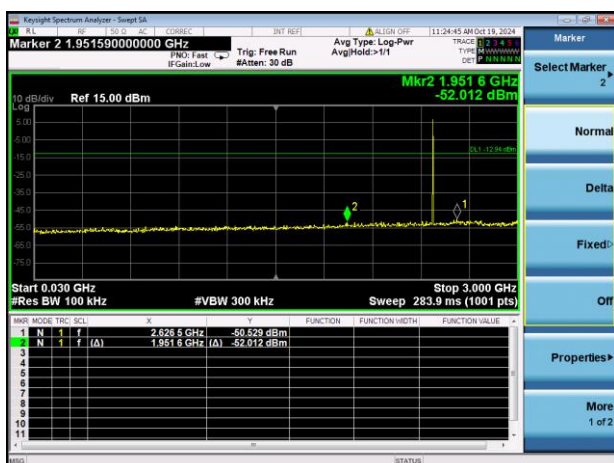 Keysight Spectrum Analyzer - Swept SA
RL RF 50 Ω AC CORREC INT REF ALIGN OFF 11:24:45 AM Oct 19, 2024
Marker 2 1.951590000000 GHz
PNO: Fast
IFGain:Low
Trig: Free Run
#Atten: 30 dB
Avg Type: Log-Pwr
Avg|Hold:>1/1
TRACE 1 2 3 4 5 6
TYPE M WWWWW
DET P NNNNN
Mkr2 1.951 6 GHz
-52.012 dBm
10 dB/div Ref 15.00 dBm
Log
5.00
-5.00
-15.0
DL1 -12.94 dBm
-25.0
-35.0
-45.0
-55.0
-65.0
-75.0
2
1
Start 0.030 GHz Stop 3.000 GHz
#Res BW 100 kHz #VBW 300 kHz Sweep 283.9 ms (1001 pts)
MKR MODE TRC SCL X Y FUNCTION FUNCTION WIDTH FUNCTION VALUE
1 N 1 f 2.626 5 GHz -50.529 dBm
2 N 1 f (Δ) 1.951 6 GHz (Δ) -52.012 dBm
3
4
5
6
7
8
9
10
11
MSG STATUS
Marker
Select Marker
2
Normal
Delta
Fixed
Off
Properties
More
1 of 2